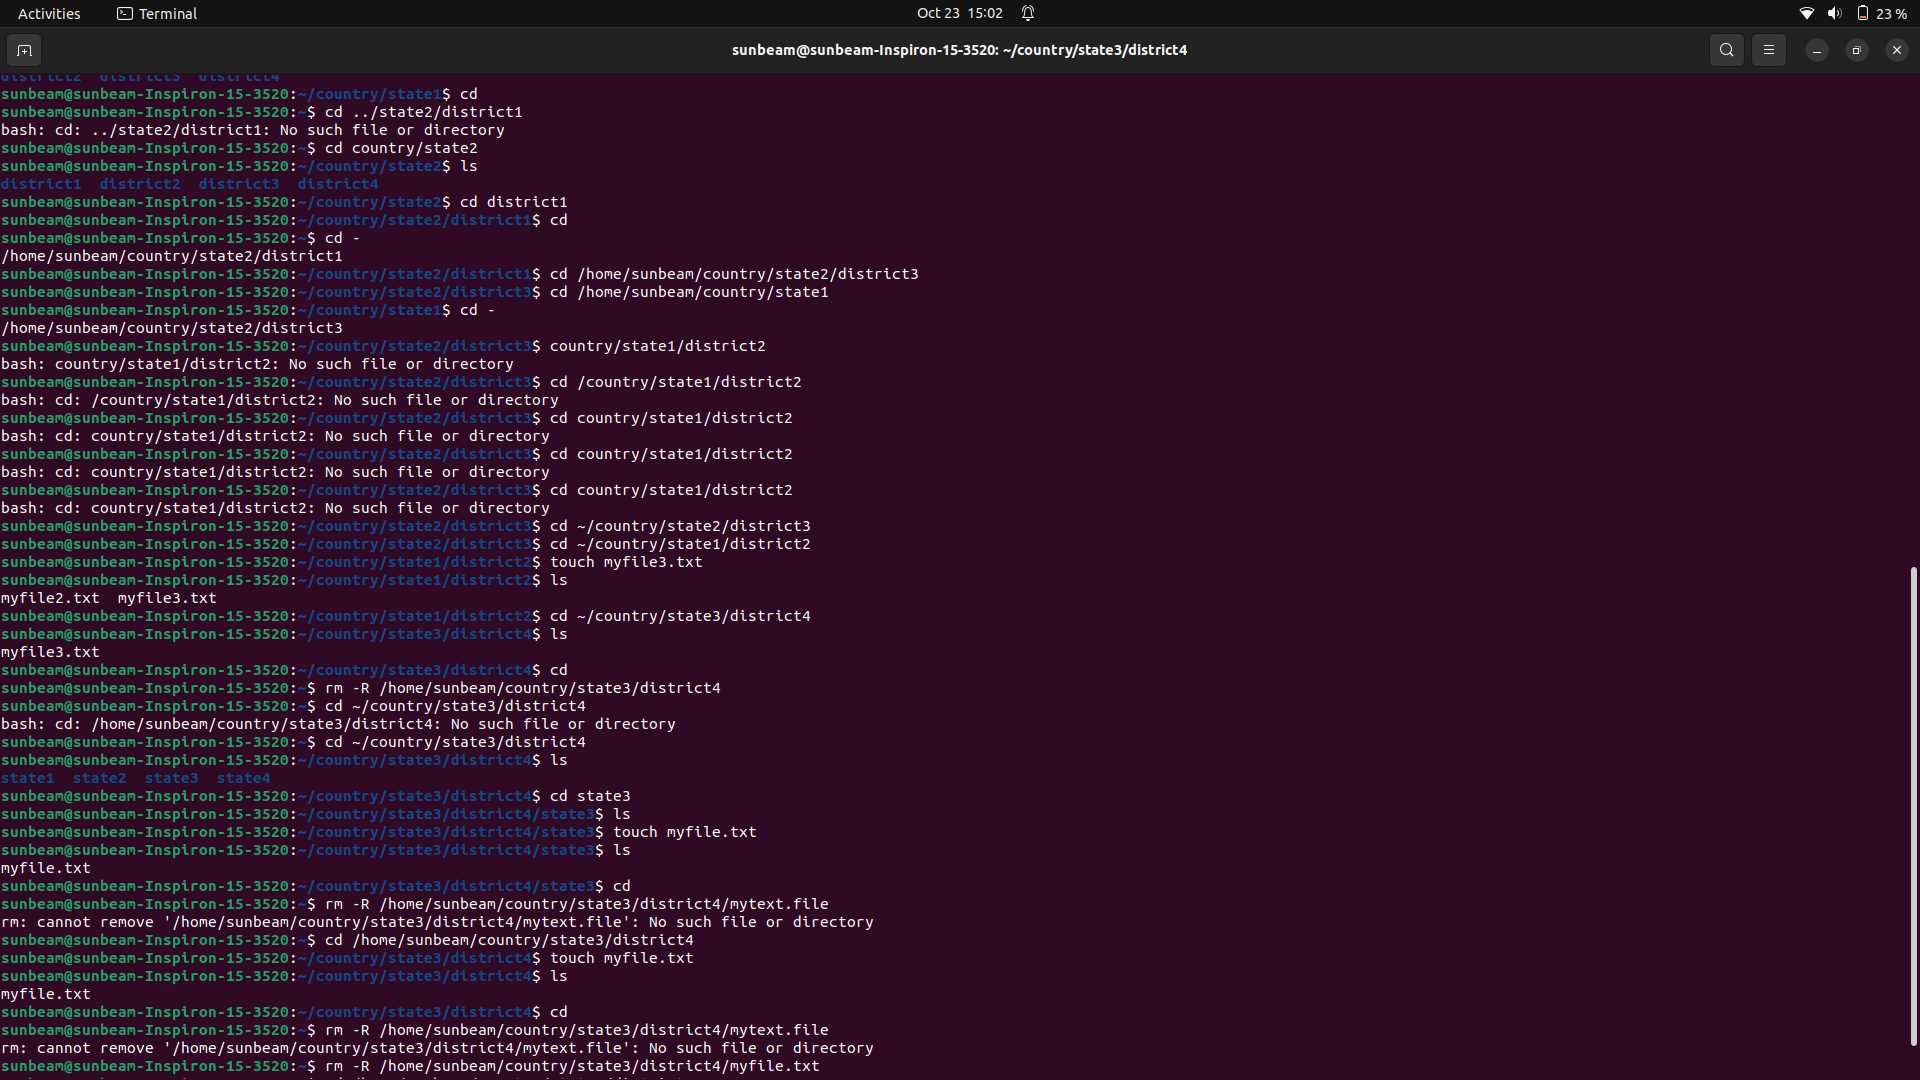 Activities Terminal Oct 23 15:02 23 %
sunbeam@sunbeam-Inspiron-15-3520: ~/country/state3/district4
district2  district3  district4
sunbeam@sunbeam-Inspiron-15-3520:~/country/state1$ cd
sunbeam@sunbeam-Inspiron-15-3520:~$ cd ../state2/district1
bash: cd: ../state2/district1: No such file or directory
sunbeam@sunbeam-Inspiron-15-3520:~$ cd country/state2
sunbeam@sunbeam-Inspiron-15-3520:~/country/state2$ ls
district1  district2  district3  district4
sunbeam@sunbeam-Inspiron-15-3520:~/country/state2$ cd district1
sunbeam@sunbeam-Inspiron-15-3520:~/country/state2/district1$ cd
sunbeam@sunbeam-Inspiron-15-3520:~$ cd -
/home/sunbeam/country/state2/district1
sunbeam@sunbeam-Inspiron-15-3520:~/country/state2/district1$ cd /home/sunbeam/country/state2/district3
sunbeam@sunbeam-Inspiron-15-3520:~/country/state2/district3$ cd /home/sunbeam/country/state1
sunbeam@sunbeam-Inspiron-15-3520:~/country/state1$ cd -
/home/sunbeam/country/state2/district3
sunbeam@sunbeam-Inspiron-15-3520:~/country/state2/district3$ country/state1/district2
bash: country/state1/district2: No such file or directory
sunbeam@sunbeam-Inspiron-15-3520:~/country/state2/district3$ cd /country/state1/district2
bash: cd: /country/state1/district2: No such file or directory
sunbeam@sunbeam-Inspiron-15-3520:~/country/state2/district3$ cd country/state1/district2
bash: cd: country/state1/district2: No such file or directory
sunbeam@sunbeam-Inspiron-15-3520:~/country/state2/district3$ cd country/state1/district2
bash: cd: country/state1/district2: No such file or directory
sunbeam@sunbeam-Inspiron-15-3520:~/country/state2/district3$ cd country/state1/district2
bash: cd: country/state1/district2: No such file or directory
sunbeam@sunbeam-Inspiron-15-3520:~/country/state2/district3$ cd ~/country/state2/district3
sunbeam@sunbeam-Inspiron-15-3520:~/country/state2/district3$ cd ~/country/state1/district2
sunbeam@sunbeam-Inspiron-15-3520:~/country/state1/district2$ touch myfile3.txt
sunbeam@sunbeam-Inspiron-15-3520:~/country/state1/district2$ ls
myfile2.txt  myfile3.txt
sunbeam@sunbeam-Inspiron-15-3520:~/country/state1/district2$ cd ~/country/state3/district4
sunbeam@sunbeam-Inspiron-15-3520:~/country/state3/district4$ ls
myfile3.txt
sunbeam@sunbeam-Inspiron-15-3520:~/country/state3/district4$ cd
sunbeam@sunbeam-Inspiron-15-3520:~$ rm -R /home/sunbeam/country/state3/district4
sunbeam@sunbeam-Inspiron-15-3520:~$ cd ~/country/state3/district4
bash: cd: /home/sunbeam/country/state3/district4: No such file or directory
sunbeam@sunbeam-Inspiron-15-3520:~$ cd ~/country/state3/district4
sunbeam@sunbeam-Inspiron-15-3520:~/country/state3/district4$ ls
state1  state2  state3  state4
sunbeam@sunbeam-Inspiron-15-3520:~/country/state3/district4$ cd state3
sunbeam@sunbeam-Inspiron-15-3520:~/country/state3/district4/state3$ ls
sunbeam@sunbeam-Inspiron-15-3520:~/country/state3/district4/state3$ touch myfile.txt
sunbeam@sunbeam-Inspiron-15-3520:~/country/state3/district4/state3$ ls
myfile.txt
sunbeam@sunbeam-Inspiron-15-3520:~/country/state3/district4/state3$ cd
sunbeam@sunbeam-Inspiron-15-3520:~$ rm -R /home/sunbeam/country/state3/district4/mytext.file
rm: cannot remove '/home/sunbeam/country/state3/district4/mytext.file': No such file or directory
sunbeam@sunbeam-Inspiron-15-3520:~$ cd /home/sunbeam/country/state3/district4
sunbeam@sunbeam-Inspiron-15-3520:~/country/state3/district4$ touch myfile.txt
sunbeam@sunbeam-Inspiron-15-3520:~/country/state3/district4$ ls
myfile.txt
sunbeam@sunbeam-Inspiron-15-3520:~/country/state3/district4$ cd
sunbeam@sunbeam-Inspiron-15-3520:~$ rm -R /home/sunbeam/country/state3/district4/mytext.file
rm: cannot remove '/home/sunbeam/country/state3/district4/mytext.file': No such file or directory
sunbeam@sunbeam-Inspiron-15-3520:~$ rm -R /home/sunbeam/country/state3/district4/myfile.txt